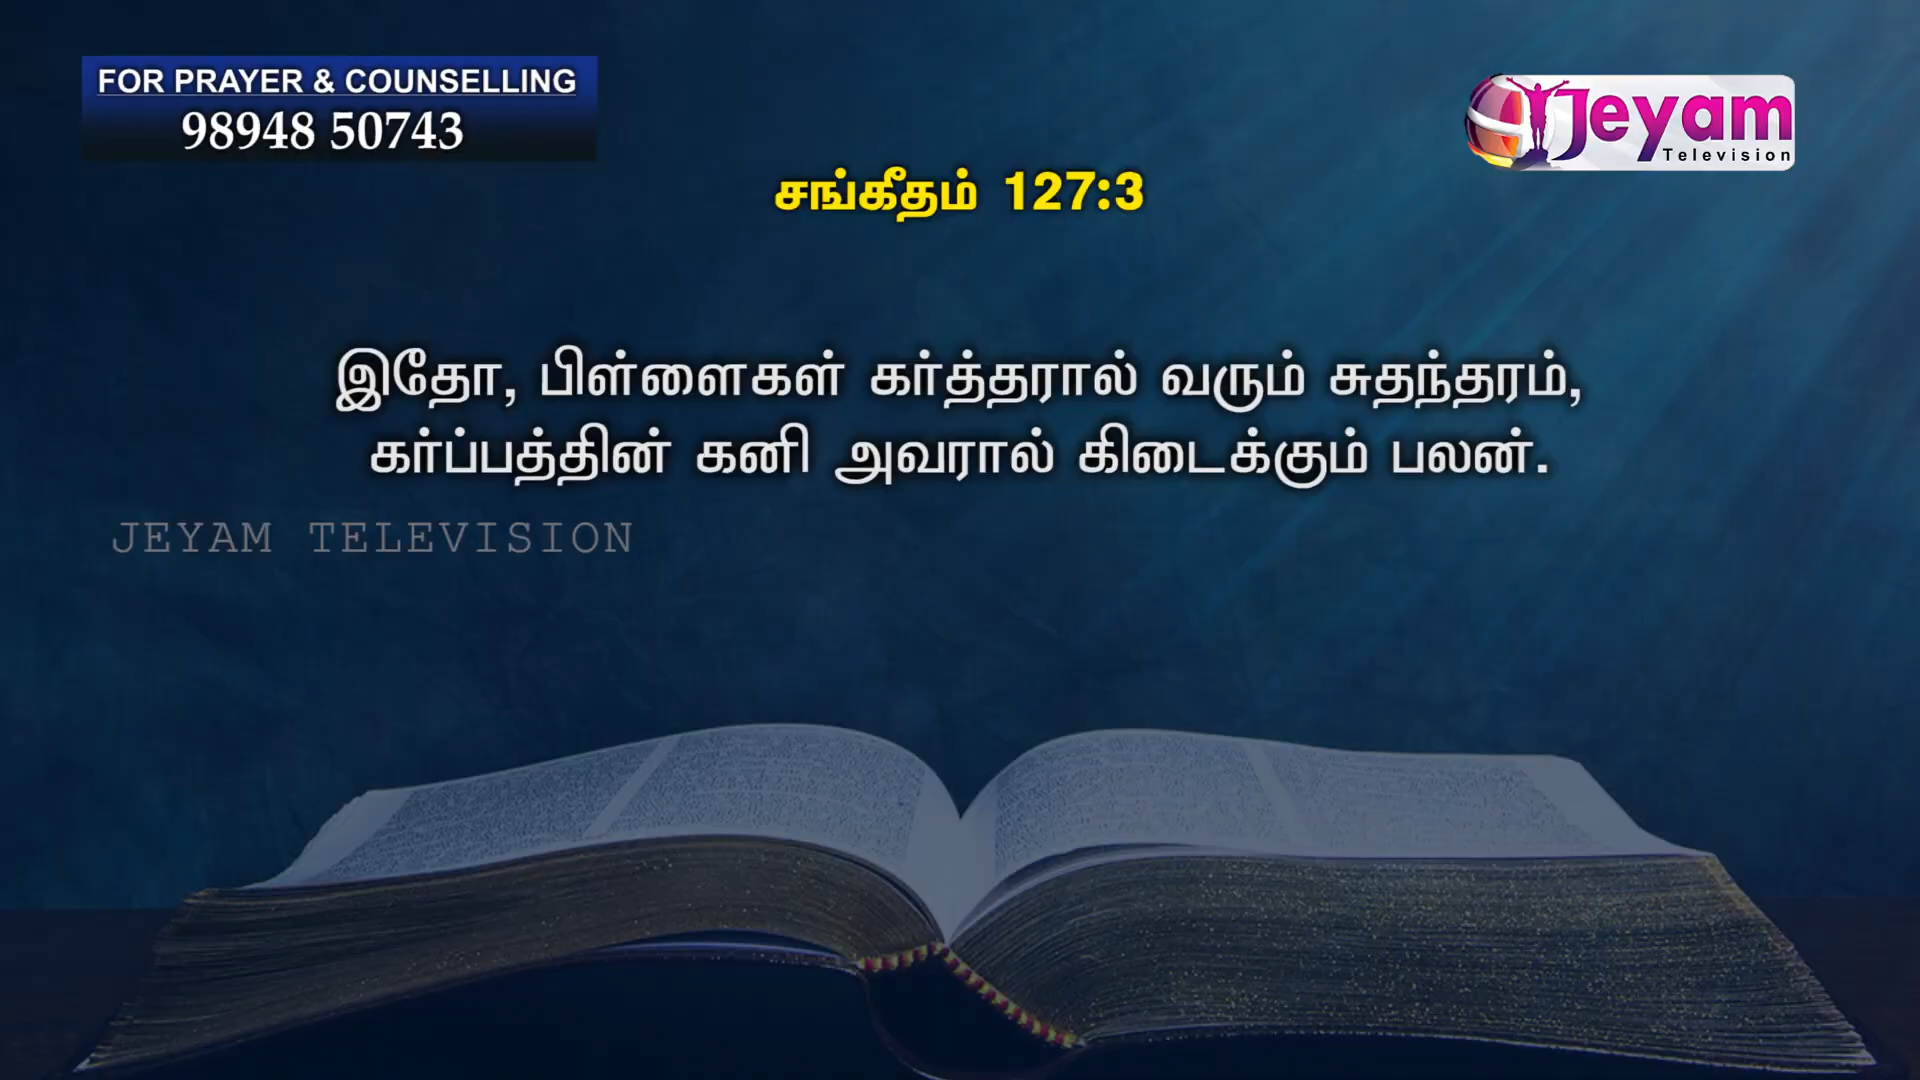 FOR PRAYER & COUNSELLING
98948 50743
Jeyam
Television
சங்கீதம் 127:3
இதோ, பிள்ளைகள் கர்த்தரால் வரும் சுதந்தரம்,
கர்ப்பத்தின் கனி அவரால் கிடைக்கும் பலன்.
JEYAM TELEVISION